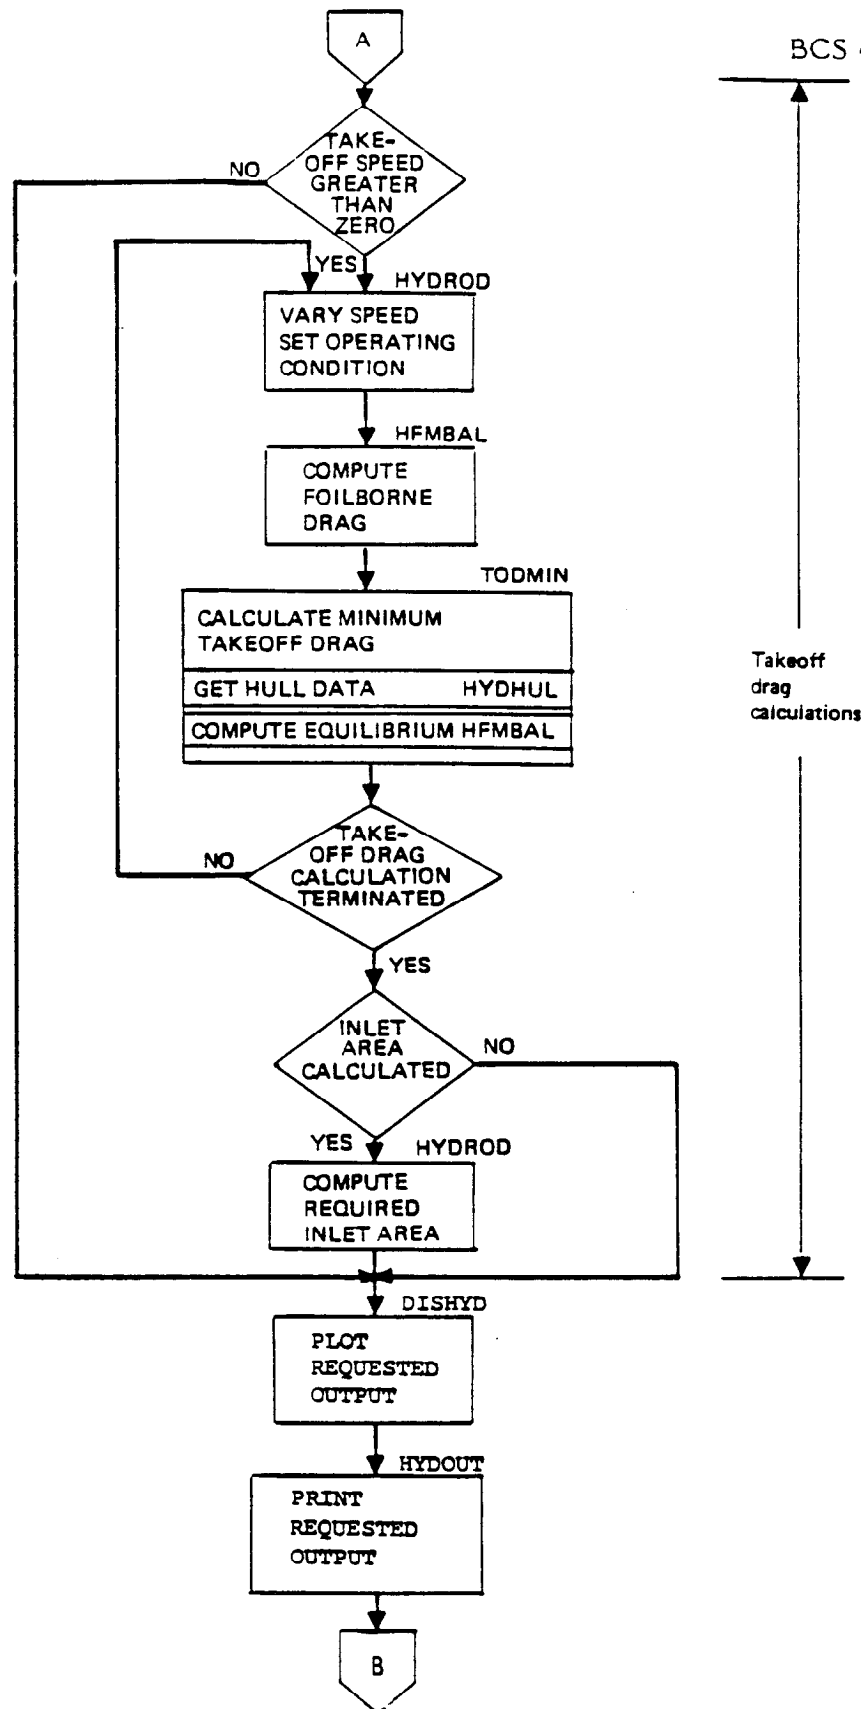 A
BCS
TAKE-
OFF SPEED
GREATER
THAN
ZERO
NO
YES
HYDROD
VARY SPEED
SET OPERATING
CONDITION
HFMBAL
COMPUTE
FOILBORNE
DRAG
TODMIN
CALCULATE MINIMUM
TAKEOFF DRAG
GET HULL DATA HYDHUL
COMPUTE EQUILIBRIUM HFMBAL
Takeoff
drag
calculations
TAKE-
OFF DRAG
CALCULATION
TERMINATED
NO
YES
INLET
AREA
CALCULATED
NO
YES
HYDROD
COMPUTE
REQUIRED
INLET AREA
DISHYD
PLOT
REQUESTED
OUTPUT
HYDOUT
PRINT
REQUESTED
OUTPUT
B